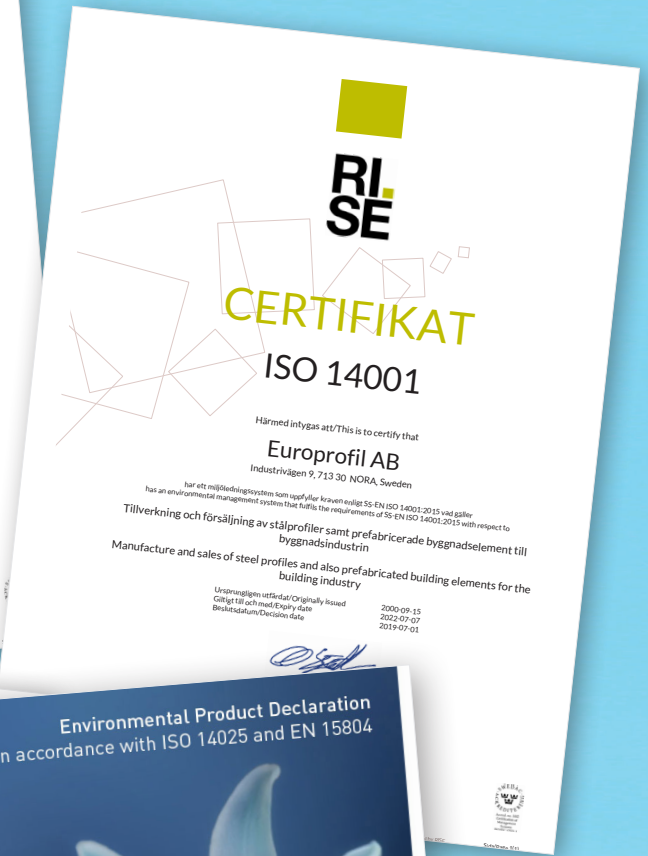 RI.
SE
CERTIFIKAT
ISO 14001
Härmed intygas att/This is to certify that
Europrofil AB
Industrivägen 9, 713 30 NORA, Sweden
har ett miljöledningssystem som uppfyller kraven enligt SS-EN ISO 14001:2015 vad gäller
has an environmental management system that fulfils the requirements of SS-EN ISO 14001:2015 with respect to
Tillverkning och försäljning av stålprofiler samt prefabricerade byggnadselement till
byggnadsindustrin
Manufacture and sales of steel profiles and also prefabricated building elements for the
building industry
Ursprungligen utfärdat/Originally issued 2000-09-15
Giltigt till och med/Expiry date 2022-07-07
Beslutsdatum/Decision date 2019-07-01
Environmental Product Declaration
n accordance with ISO 14025 and EN 15804